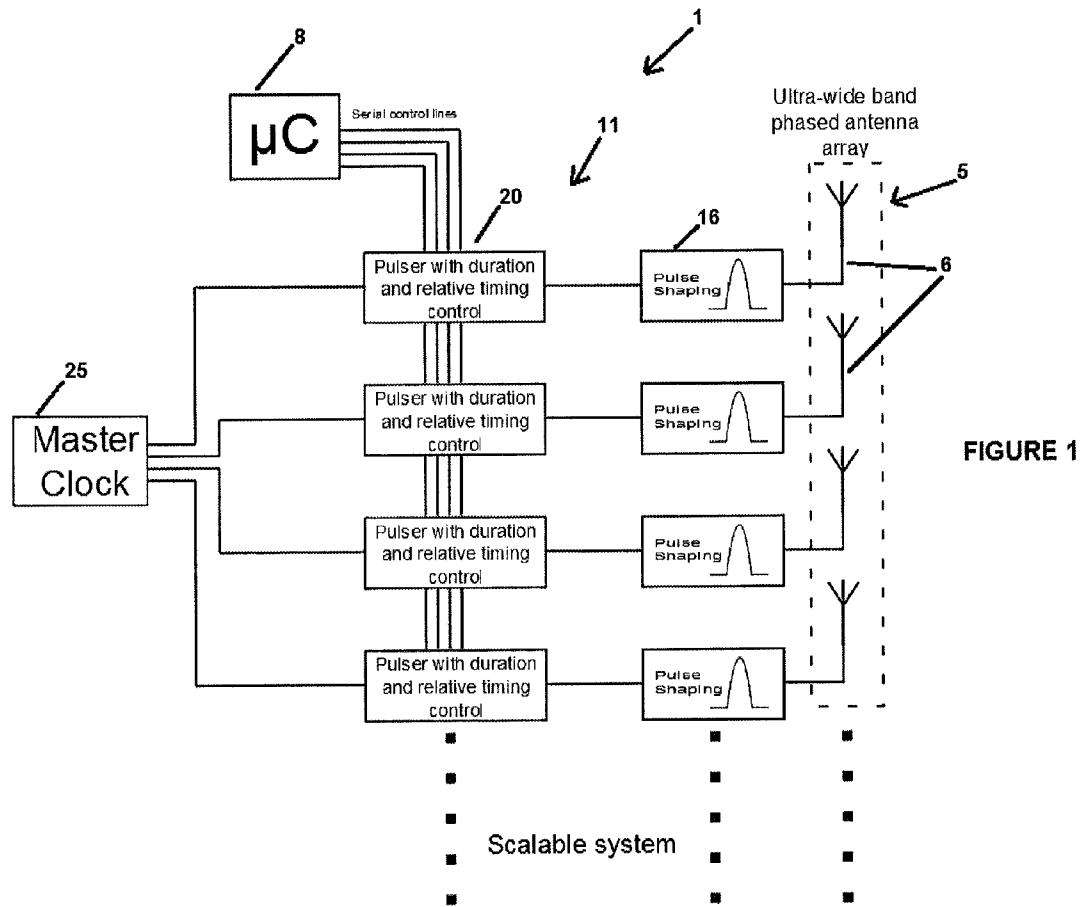 1
8
Serial control lines
µC
11
Ultra-wide band
phased antenna
array
5
20
16
6
Pulser with duration
and relative timing
control
Pulse
Shaping
25
Master
Clock
Pulser with duration
and relative timing
control
Pulse
Shaping
FIGURE 1
Pulser with duration
and relative timing
control
Pulse
Shaping
Pulser with duration
and relative timing
control
Pulse
Shaping
Scalable system